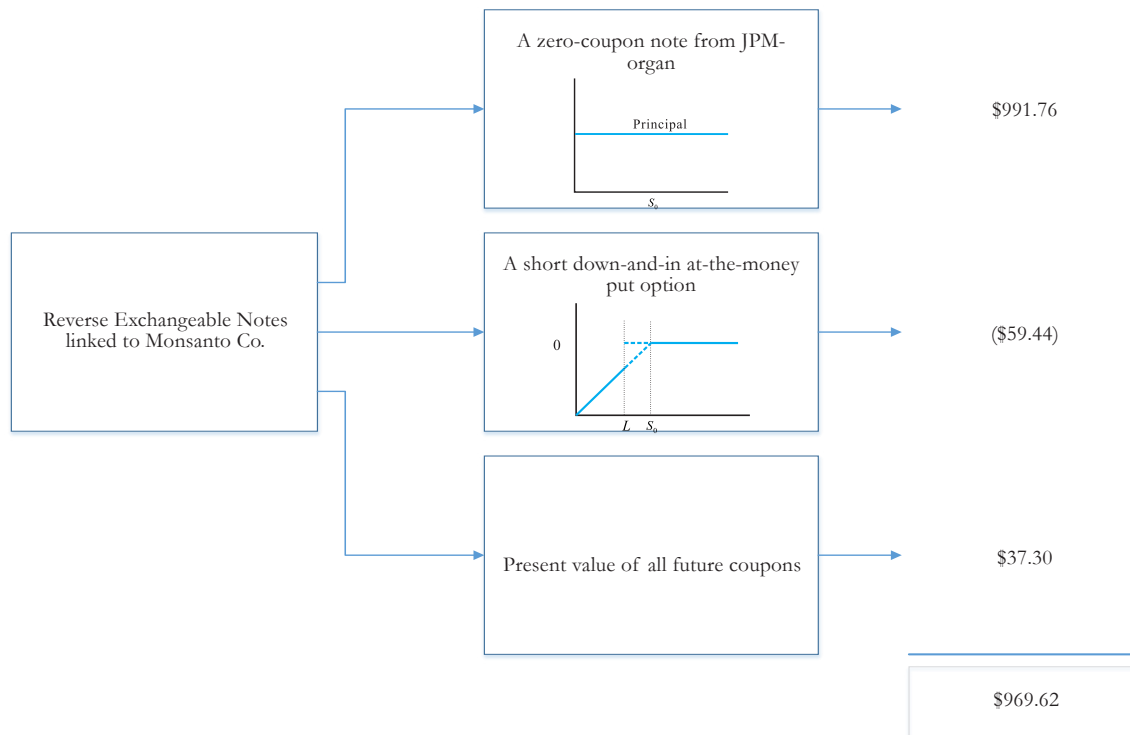 A zero-coupon note from JPM-
organ
Principal
S₀
$991.76
Reverse Exchangeable Notes
linked to Monsanto Co.
A short down-and-in at-the-money
put option
0
L S₀
($59.44)
Present value of all future coupons
$37.30
$969.62